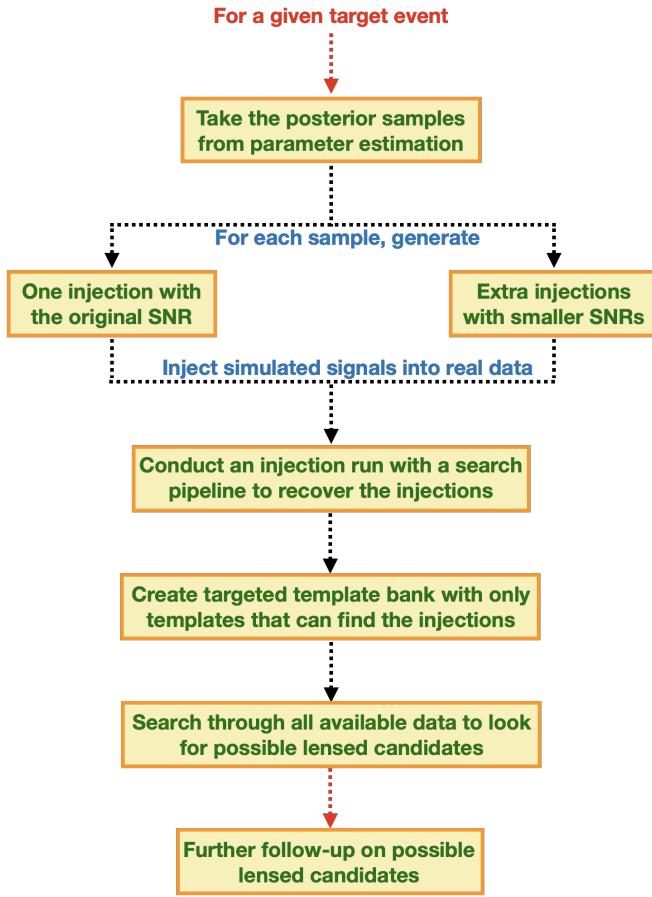 For a given target event
Take the posterior samples
from parameter estimation
For each sample, generate
One injection with
the original SNR
Extra injections
with smaller SNRs
Inject simulated signals into real data
Conduct an injection run with a search
pipeline to recover the injections
Create targeted template bank with only
templates that can find the injections
Search through all available data to look
for possible lensed candidates
Further follow-up on possible
lensed candidates